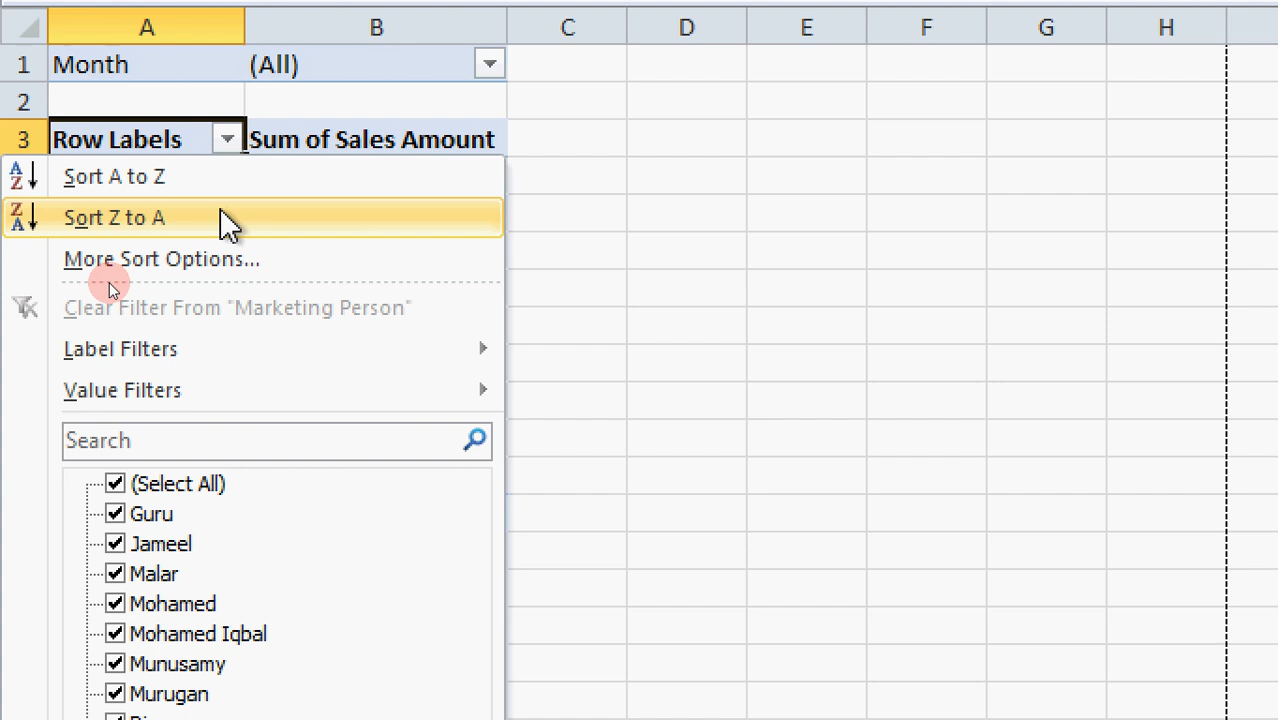 A B C D E F G H
1 Month (All)
2
3 Row Labels Sum of Sales Amount
Sort A to Z
Sort Z to A
More Sort Options...
Clear Filter From "Marketing Person"
Label Filters
Value Filters
Search
(Select All)
Guru
Jameel
Malar
Mohamed
Mohamed Iqbal
Munusamy
Murugan